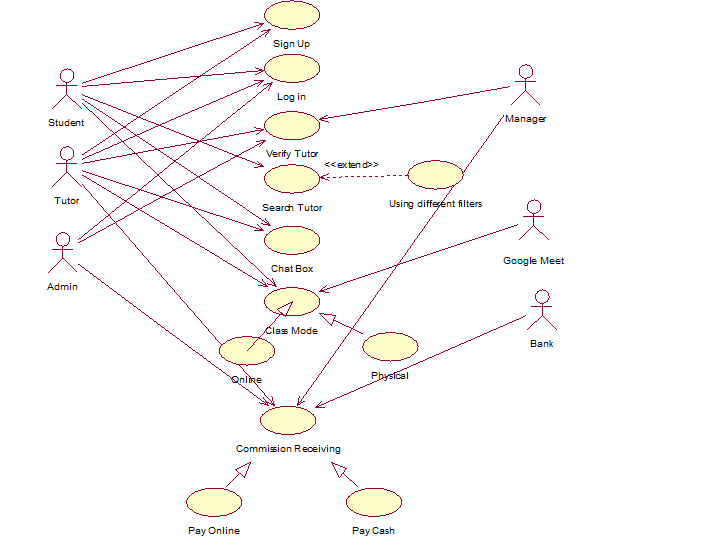 Sign Up
Log in
Student
Manager
Verify Tutor
<<extend>>
Tutor
Search Tutor
Using different filters
Google Meet
Chat Box
Admin
Class Mode
Bank
Online
Physical
Commission Receiving
Pay Online
Pay Cash